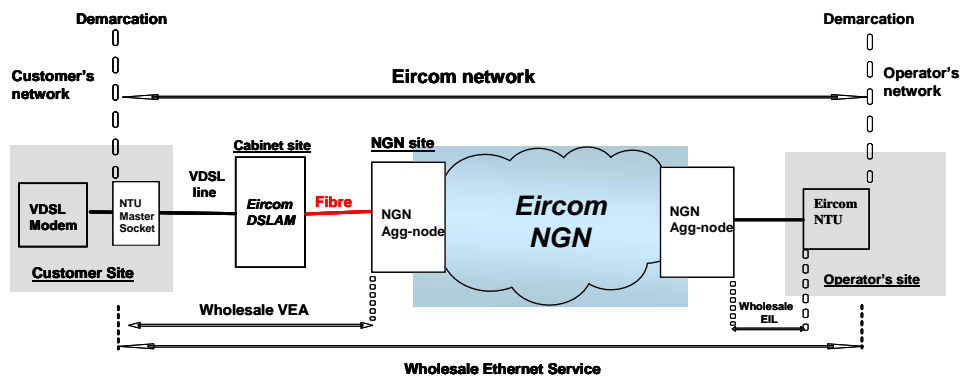 Demarcation
Demarcation
Customer's
network
Eircom network
Operator's
network
Cabinet site
NGN site
VDSL
line
Fibre
VDSL
Modem
NTU
Master
Socket
Eircom
DSLAM
NGN
Agg-node
Eircom
NGN
NGN
Agg-node
Eircom
NTU
Customer Site
Operator's site
Wholesale VEA
Wholesale
EIL
Wholesale Ethernet Service